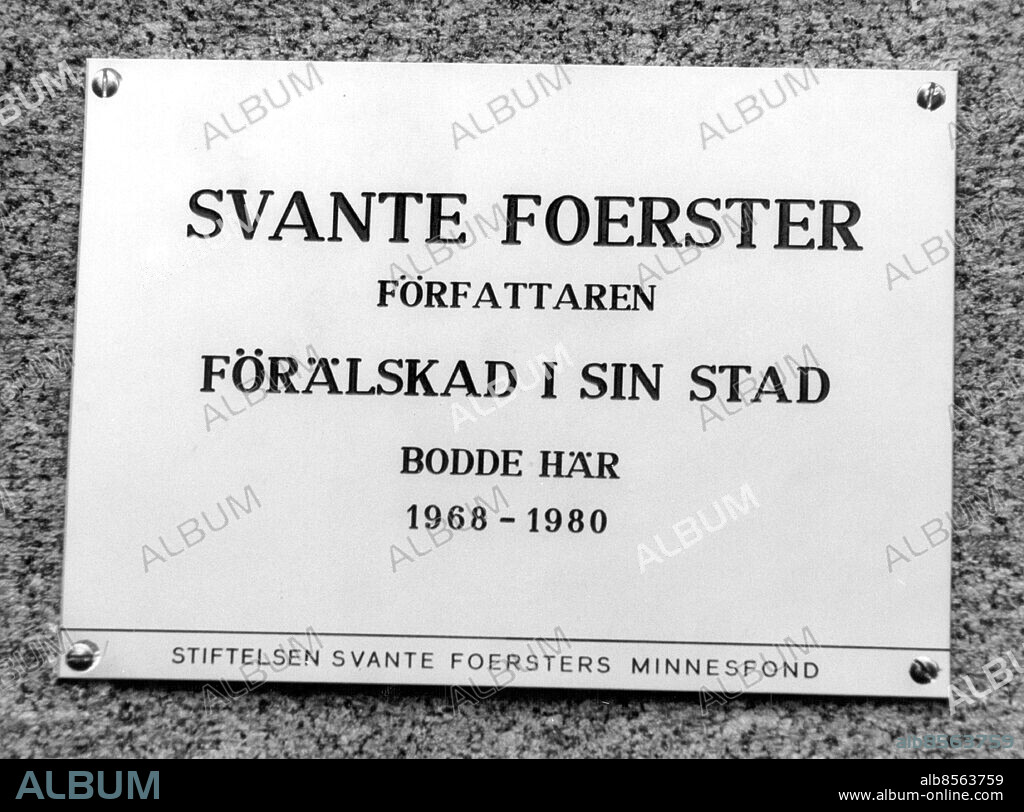 SVANTE FOERSTER
FÖRFATTAREN
FÖRÄLSKAD I SIN STAD
BODDE HÄR
1968 – 1980
STIFTELSEN SVANTE FOERSTERS MINNESFOND
ALBUM
alb8563759
www.album-online.com